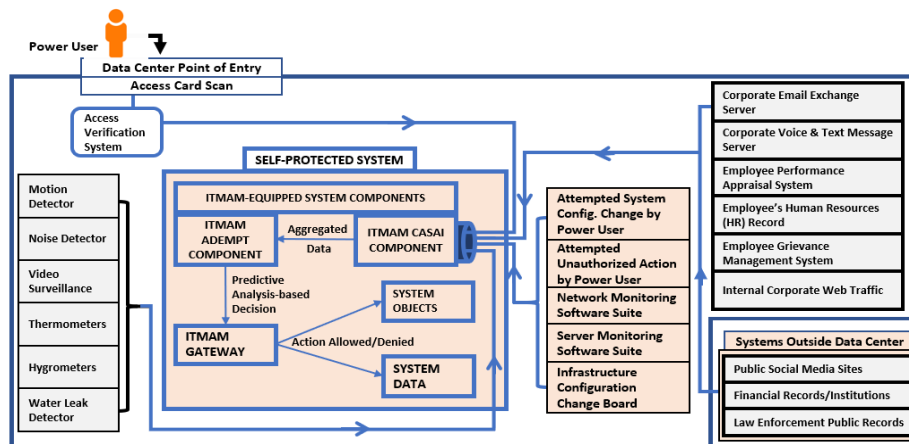 Power User
Data Center Point of Entry
Access Card Scan
Access
Verification
System
SELF-PROTECTED SYSTEM
ITMAM-EQUIPPED SYSTEM COMPONENTS
ITMAM
ADEMPT
COMPONENT
Aggregated
Data
ITMAM CASAI
COMPONENT
Predictive
Analysis-based
Decision
ITMAM
GATEWAY
Action Allowed/Denied
SYSTEM
OBJECTS
SYSTEM
DATA
Motion
Detector
Noise Detector
Video
Surveillance
Thermometers
Hygrometers
Water Leak
Detector
Attempted System
Config. Change by
Power User
Attempted
Unauthorized Action
by Power User
Network Monitoring
Software Suite
Server Monitoring
Software Suite
Infrastructure
Configuration
Change Board
Corporate Email Exchange
Server
Corporate Voice & Text Message
Server
Employee Performance
Appraisal System
Employee's Human Resources
(HR) Record
Employee Grievance
Management System
Internal Corporate Web Traffic
Systems Outside Data Center
Public Social Media Sites
Financial Records/Institutions
Law Enforcement Public Records